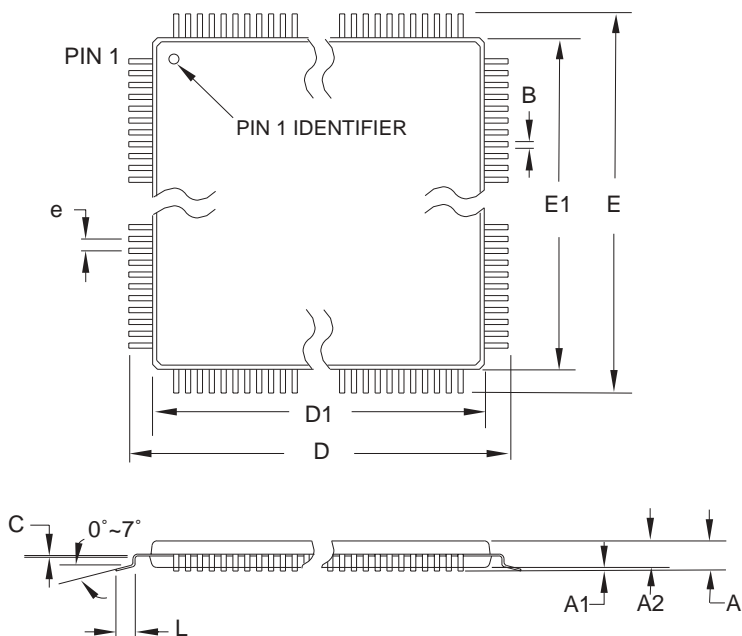 PIN 1
B
PIN 1 IDENTIFIER
e
E1
E
D1
D
C
0°~7°
A1
A2
A
L